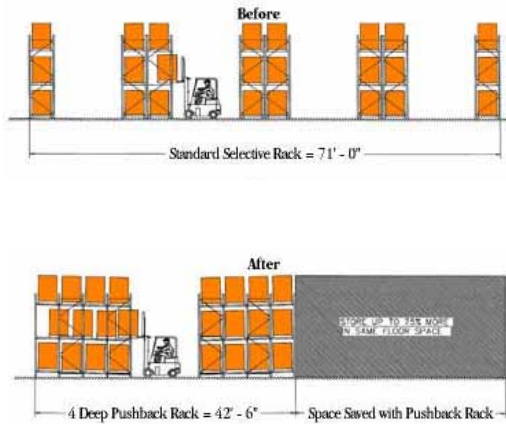 Before
Standard Selective Rack = 71' - 0"
After
STORE UP TO 75% MORE
IN SAME FLOOR SPACE
4 Deep Pushback Rack = 42' - 6"
Space Saved with Pushback Rack